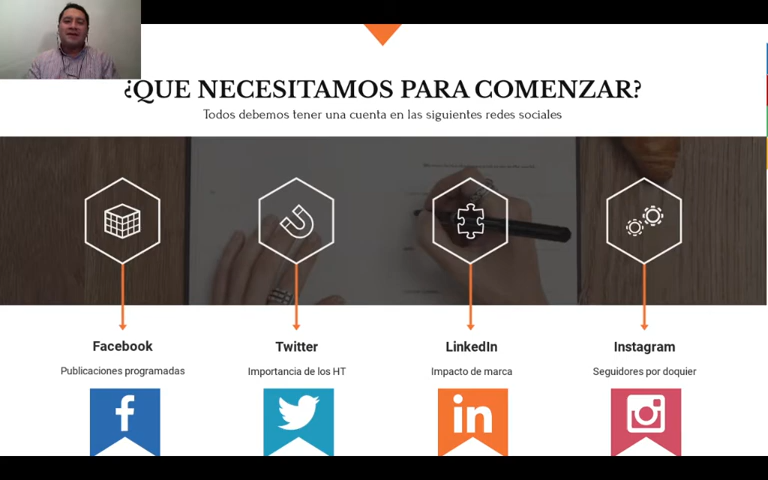 ¿QUE NECESITAMOS PARA COMENZAR?
Todos debemos tener una cuenta en las siguientes redes sociales
Facebook
Twitter
LinkedIn
Instagram
Publicaciones programadas
Importancia de los HT
Impacto de marca
Seguidores por doquier
f
in